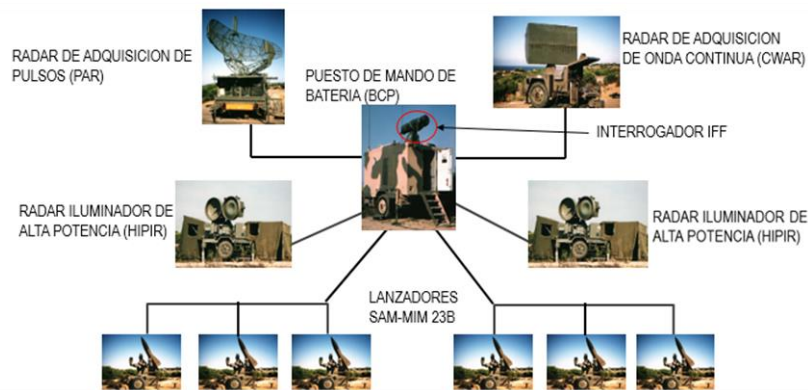 RADAR DE ADQUISICION DE
PULSOS (PAR)
PUESTO DE MANDO DE
BATERIA (BCP)
RADAR DE ADQUISICION
DE ONDA CONTINUA (CWAR)
INTERROGADOR IFF
RADAR ILUMINADOR DE
ALTA POTENCIA (HIPIR)
RADAR ILUMINADOR DE
ALTA POTENCIA (HIPIR)
LANZADORES
SAM-MIM 23B